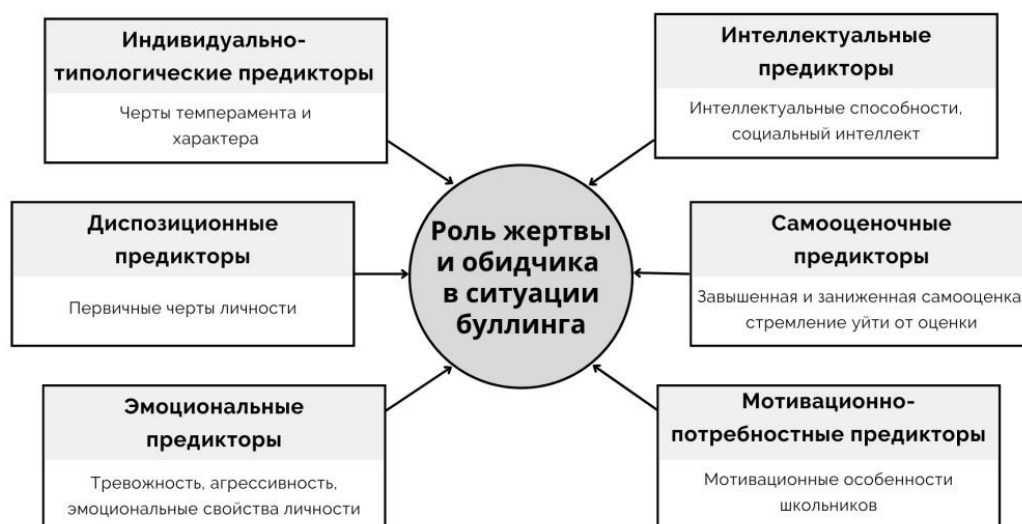 Индивидуально-
типологические предикторы
Черты темперамента и
характера
Интеллектуальные
предикторы
Интеллектуальные способности,
социальный интеллект
Диспозиционные
предикторы
Первичные черты личности
Роль жертвы
и обидчика
в ситуации
буллинга
Самооценочные
предикторы
Завышенная и заниженная самооценка,
стремление уйти от оценки
Эмоциональные
предикторы
Тревожность, агрессивность,
эмоциональные свойства личности
Мотивационно-
потребностные предикторы
Мотивационные особенности
школьников